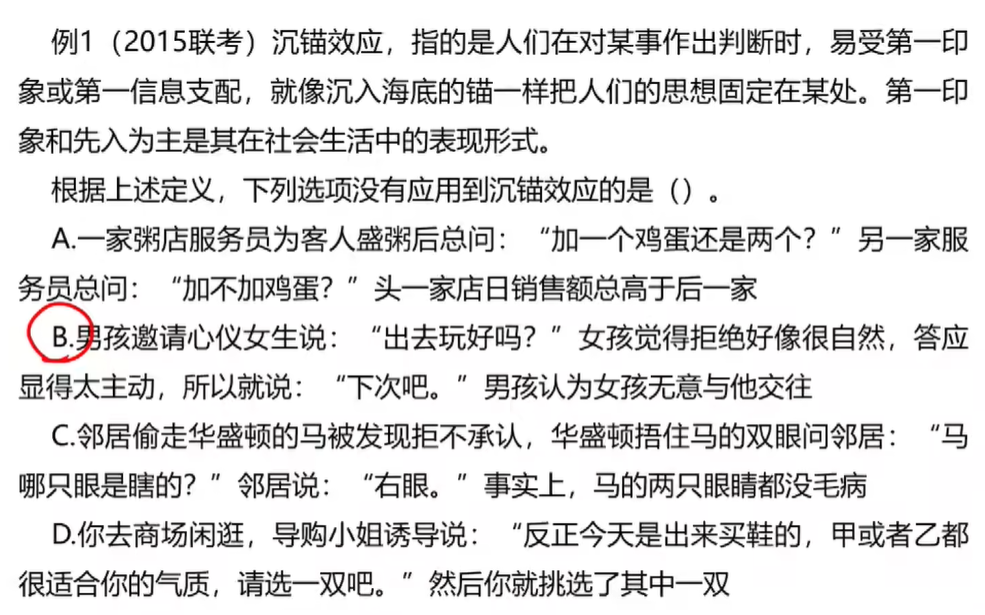 例1（2015联考）沉锚效应，指的是人们在对某事作出判断时，易受第一印
象或第一信息支配，就像沉入海底的锚一样把人们的思想固定在某处。第一印
象和先入为主是其在社会生活中的表现形式。
根据上述定义，下列选项没有应用到沉锚效应的是（）。
A.一家粥店服务员为客人盛粥后总问：“加一个鸡蛋还是两个？”另一家服
务员总问：“加不加鸡蛋？”头一家店日销售额总高于后一家
B.男孩邀请心仪女生说：“出去玩好吗？”女孩觉得拒绝好像很自然，答应
显得太主动，所以就说：“下次吧。”男孩认为女孩无意与他交往
C.邻居偷走华盛顿的马被发现拒不承认，华盛顿捂住马的双眼问邻居：“马
哪只眼是瞎的？”邻居说：“右眼。”事实上，马的两只眼睛都没毛病
D.你去商场闲逛，导购小姐诱导说：“反正今天是出来买鞋的，甲或者乙都
很适合你的气质，请选一双吧。”然后你就挑选了其中一双